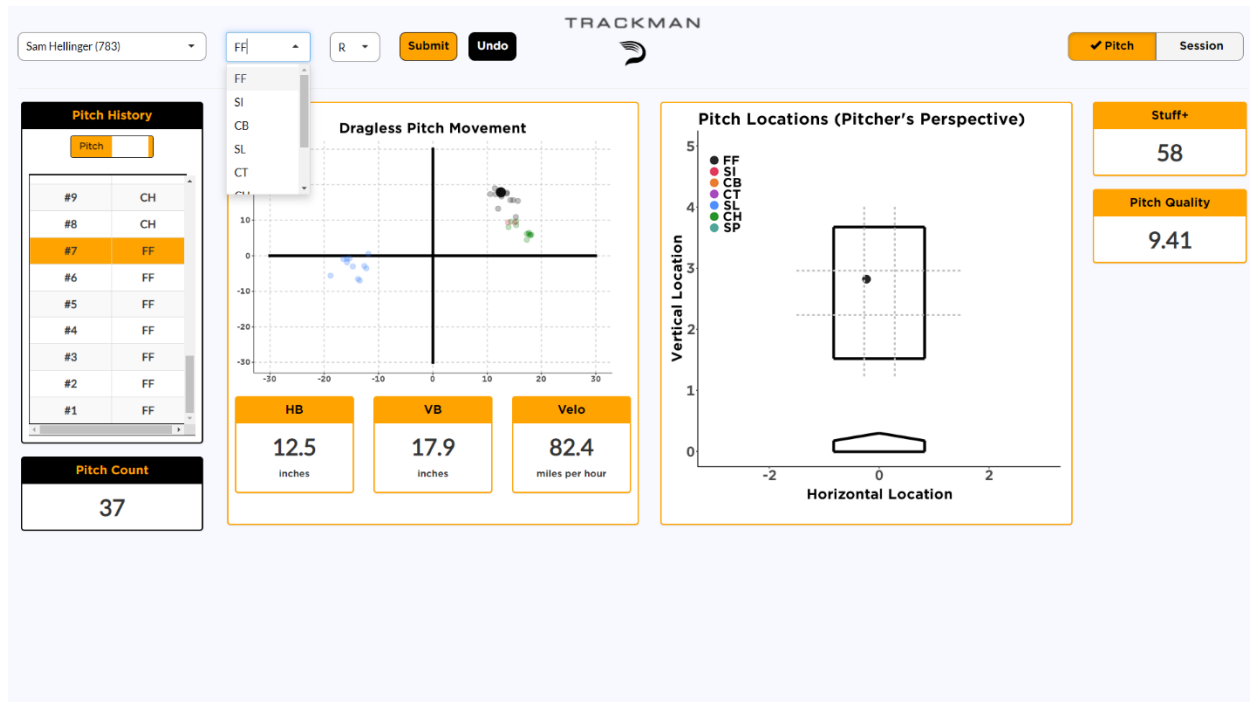 TRACKMAN
Sam Hellinger (783)
FF
R
Submit
Undo
✔ Pitch
Session
FF
SI
CB
SL
CT
Pitch History
Pitch
#9 CH
#8 CH
#7 FF
#6 FF
#5 FF
#4 FF
#3 FF
#2 FF
#1 FF
Pitch Count
37
Dragless Pitch Movement
10
0
-10
-20
-30
-30 -20 -10 0 10 20 30
HB
12.5
inches
VB
17.9
inches
Velo
82.4
miles per hour
Pitch Locations (Pitcher's Perspective)
FF
SI
CB
CT
SL
CH
SP
5
4
3
2
1
0
Vertical Location
-2 0 2
Horizontal Location
Stuff+
58
Pitch Quality
9.41